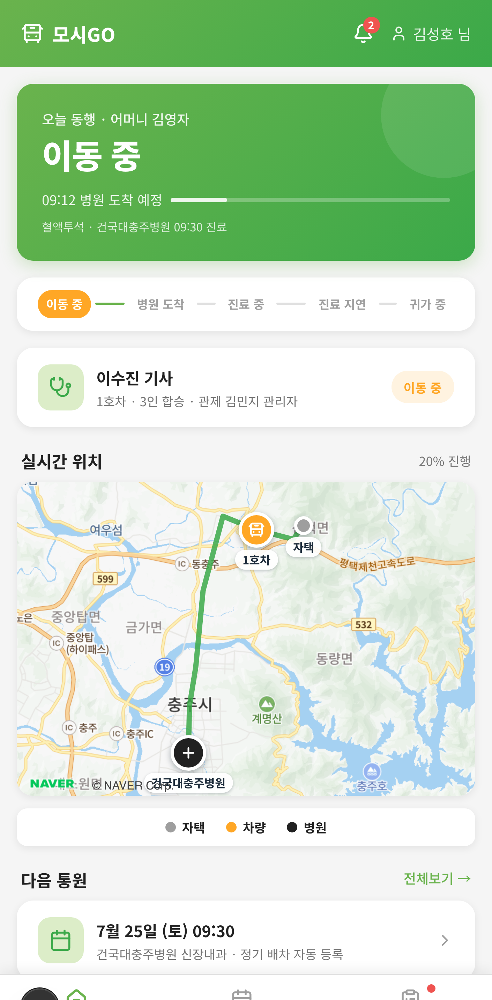 모시GO
2
김성호 님
오늘 동행 · 어머니 김영자
이동 중
09:12 병원 도착 예정
혈액투석 · 건국대충주병원 09:30 진료
이동 중
병원 도착
진료 중
진료 지연
귀가 중
이수진 기사
1호차 · 3인 합승 · 관제 김민지 관리자
이동 중
실시간 위치
20% 진행
여우섬
면
자택
1호차
IC 동충주
평택제천고속도로
599
노은
중앙탑면
금가면
532
IC 중앙탑
(하이패스)
동량면
19
충주시
계명산
IC 충주
IC 충주IC
건국대충주병원
NAVER
원면
© NAVER Corp.
충주호
자택
차량
병원
다음 통원
전체보기 →
7월 25일 (토) 09:30
건국대충주병원 신장내과 · 정기 배차 자동 등록